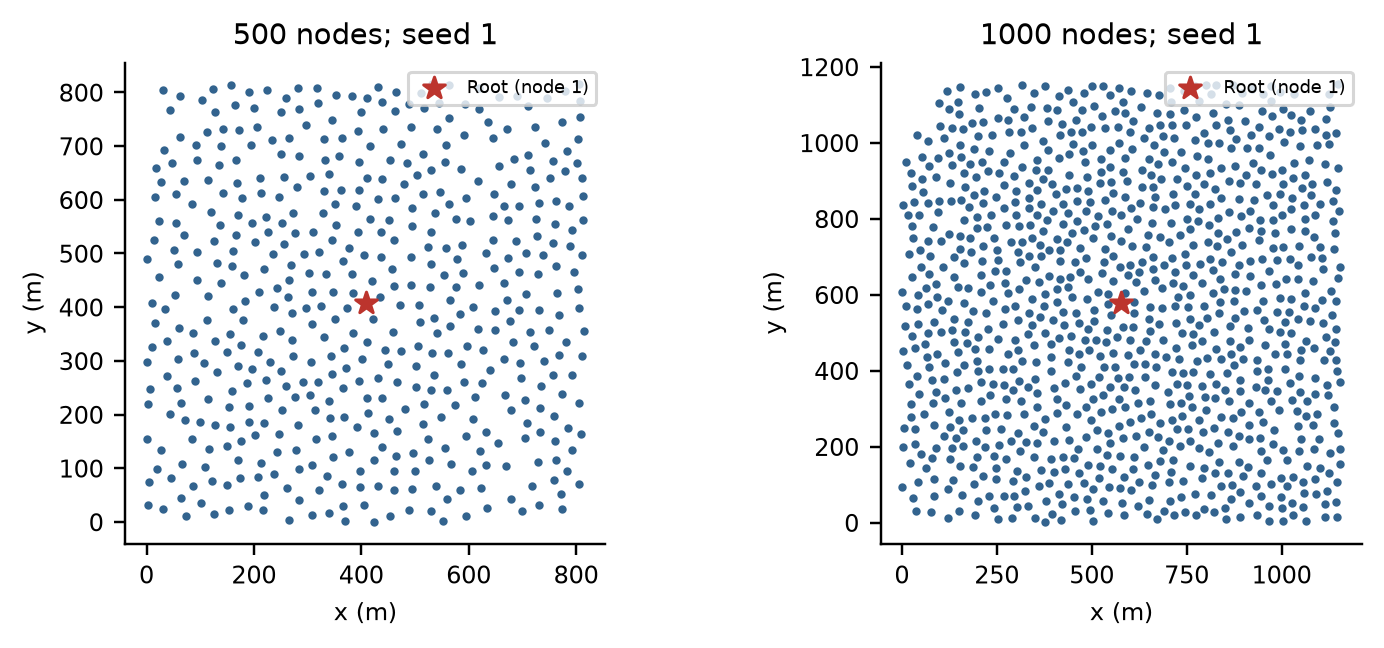 500 nodes; seed 1
Root (node 1)
800
700
600
500
400
300
200
100
0
y (m)
0 200 400 600 800
x (m)
1000 nodes; seed 1
Root (node 1)
1200
1000
800
600
400
200
0
y (m)
0 250 500 750 1000
x (m)